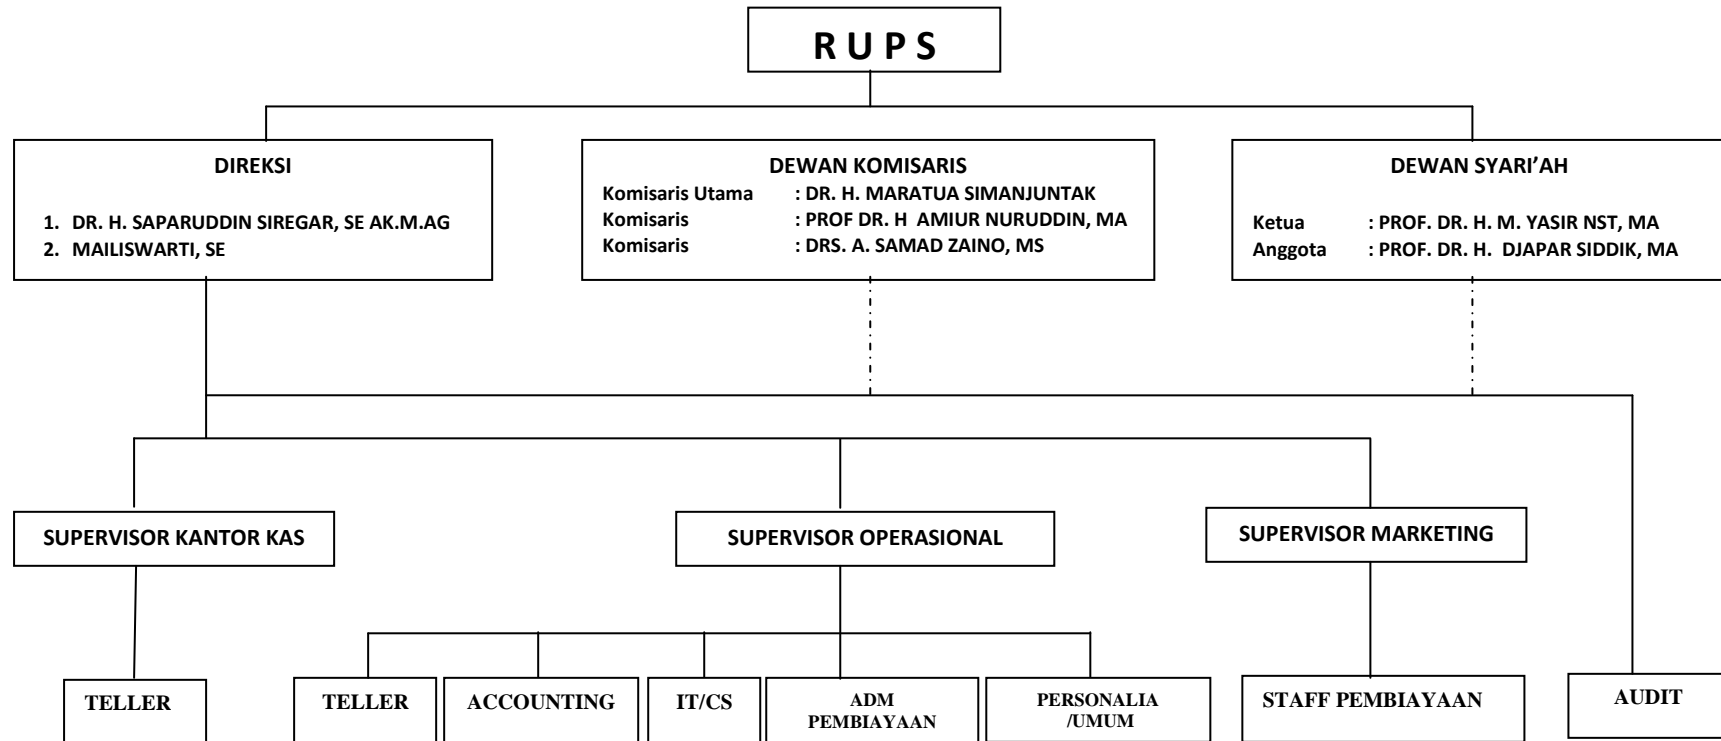 R U P S
DIREKSI
1. DR. H. SAPARUDDIN SIREGAR, SE AK.M.AG
2. MAILISWARTI, SE
DEWAN KOMISARIS
Komisaris Utama : DR. H. MARATUA SIMANJUNTAK
Komisaris : PROF DR. H AMIUR NURUDDIN, MA
Komisaris : DRS. A. SAMAD ZAINO, MS
DEWAN SYARI’AH
Ketua : PROF. DR. H. M. YASIR NST, MA
Anggota : PROF. DR. H. DJAPAR SIDDIK, MA
SUPERVISOR KANTOR KAS
SUPERVISOR OPERASIONAL
SUPERVISOR MARKETING
TELLER
TELLER
ACCOUNTING
IT/CS
ADM
PEMBIAYAAN
PERSONALIA
/UMUM
STAFF PEMBIAYAAN
AUDIT